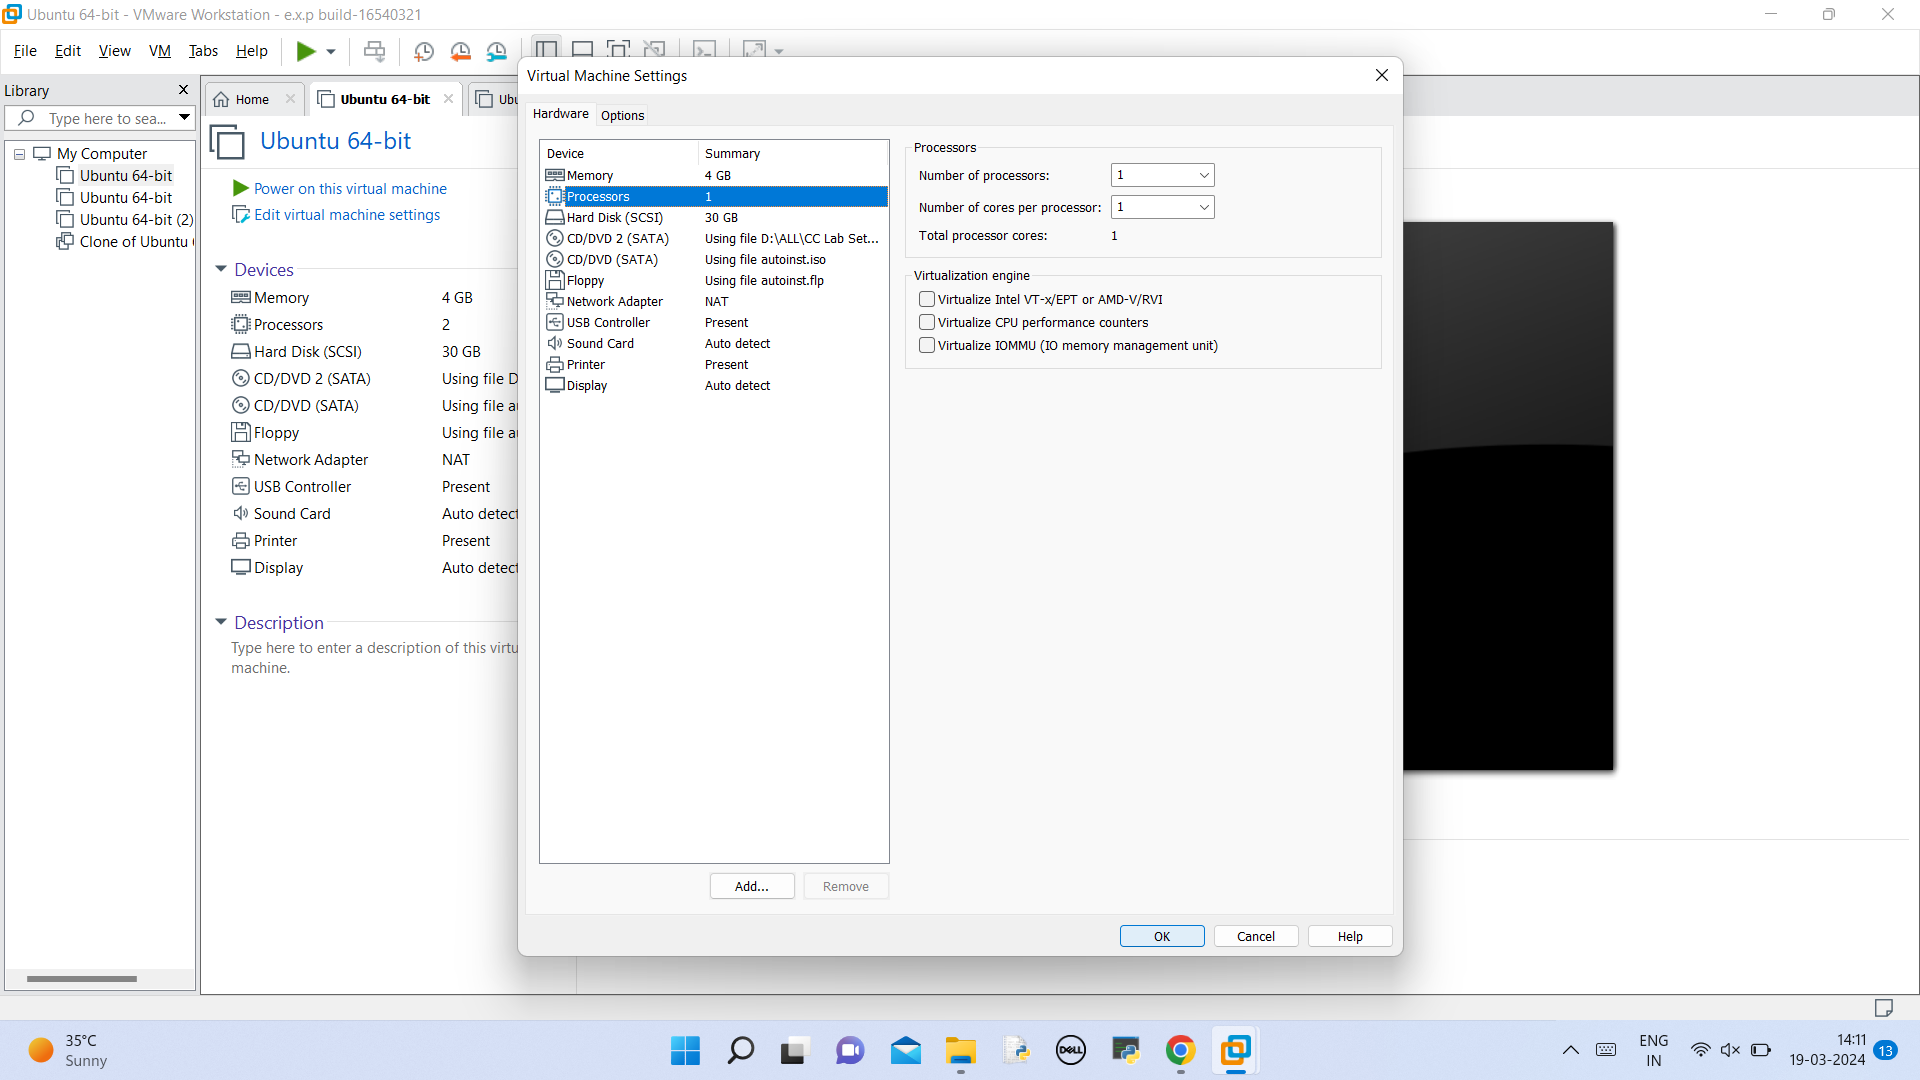 Ubuntu 64-bit - VMware Workstation - e.x.p build-16540321
File Edit View VM Tabs Help
Library
Type here to sea...
My Computer
Ubuntu 64-bit
Ubuntu 64-bit
Ubuntu 64-bit (2)
Clone of Ubuntu
Home
Ubuntu 64-bit
Ubu
Ubuntu 64-bit
Power on this virtual machine
Edit virtual machine settings
Devices
Memory 4 GB
Processors 2
Hard Disk (SCSI) 30 GB
CD/DVD 2 (SATA) Using file D
CD/DVD (SATA) Using file a
Floppy Using file a
Network Adapter NAT
USB Controller Present
Sound Card Auto detect
Printer Present
Display Auto detect
Description
Type here to enter a description of this virtu
machine.
Virtual Machine Settings
Hardware Options
Device Summary
Memory 4 GB
Processors 1
Hard Disk (SCSI) 30 GB
CD/DVD 2 (SATA) Using file D:\ALL\CC Lab Set...
CD/DVD (SATA) Using file autoinst.iso
Floppy Using file autoinst.flp
Network Adapter NAT
USB Controller Present
Sound Card Auto detect
Printer Present
Display Auto detect
Add... Remove
Processors
Number of processors: 1
Number of cores per processor: 1
Total processor cores: 1
Virtualization engine
Virtualize Intel VT-x/EPT or AMD-V/RVI
Virtualize CPU performance counters
Virtualize IOMMU (IO memory management unit)
OK Cancel Help
35°C
Sunny
DELL
ENG
IN
14:11
19-03-2024
13